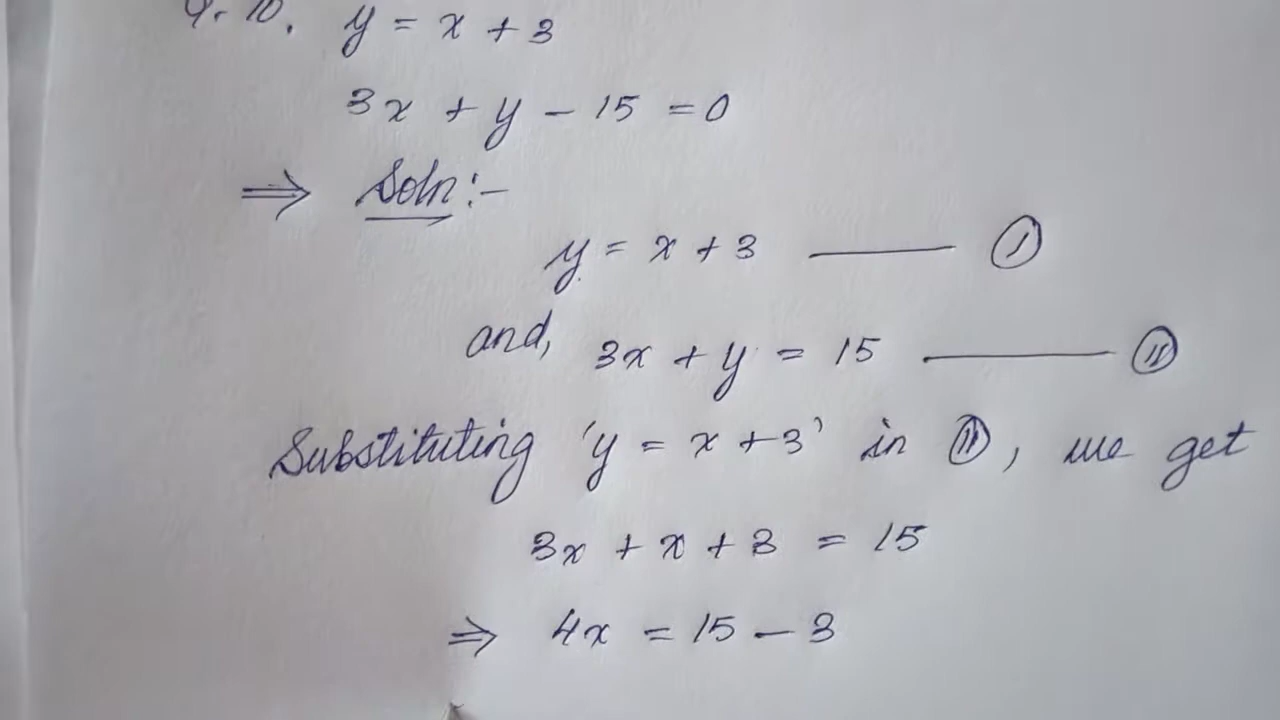 Q. 10. y = x + 3
3x + y - 15 = 0
⇒ Soln:-
y = x + 3 —— (I)
and, 3x + y = 15 —— (II)
Substituting 'y = x + 3' in (II), we get
3x + x + 3 = 15
⇒ 4x = 15 - 3